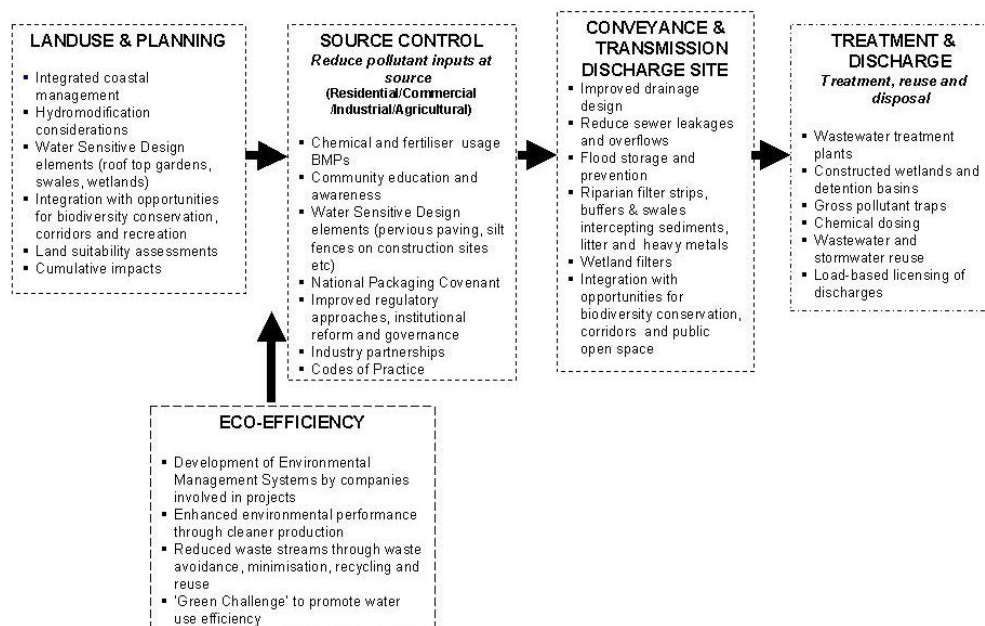 LANDUSE & PLANNING
▪ Integrated coastal
management
▪ Hydromodification
considerations
▪ Water Sensitive Design
elements (roof top gardens,
swales, wetlands)
▪ Integration with opportunities
for biodiversity conservation,
corridors and recreation
▪ Land suitability assessments
▪ Cumulative impacts
SOURCE CONTROL
Reduce pollutant inputs at
source
(Residential/Commercial
/Industrial/Agricultural)
▪ Chemical and fertiliser usage
BMPs
▪ Community education and
awareness
▪ Water Sensitive Design
elements (pervious paving, silt
fences on construction sites
etc)
▪ National Packaging Covenant
▪ Improved regulatory
approaches, institutional
reform and governance
▪ Industry partnerships
▪ Codes of Practice
CONVEYANCE &
TRANSMISSION
DISCHARGE SITE
▪ Improved drainage
design
▪ Reduce sewer leakages
and overflows
▪ Flood storage and
prevention
▪ Riparian filter strips,
buffers & swales
intercepting sediments,
litter and heavy metals
▪ Wetland filters
▪ Integration with
opportunities for
biodiversity conservation,
corridors and public
open space
TREATMENT &
DISCHARGE
Treatment, reuse and
disposal
▪ Wastewater treatment
plants
▪ Constructed wetlands and
detention basins
▪ Gross pollutant traps
▪ Chemical dosing
▪ Wastewater and
stormwater reuse
▪ Load-based licensing of
discharges
ECO-EFFICIENCY
▪ Development of Environmental
Management Systems by companies
involved in projects
▪ Enhanced environmental performance
through cleaner production
▪ Reduced waste streams through waste
avoidance, minimisation, recycling and
reuse
▪ 'Green Challenge' to promote water
use efficiency